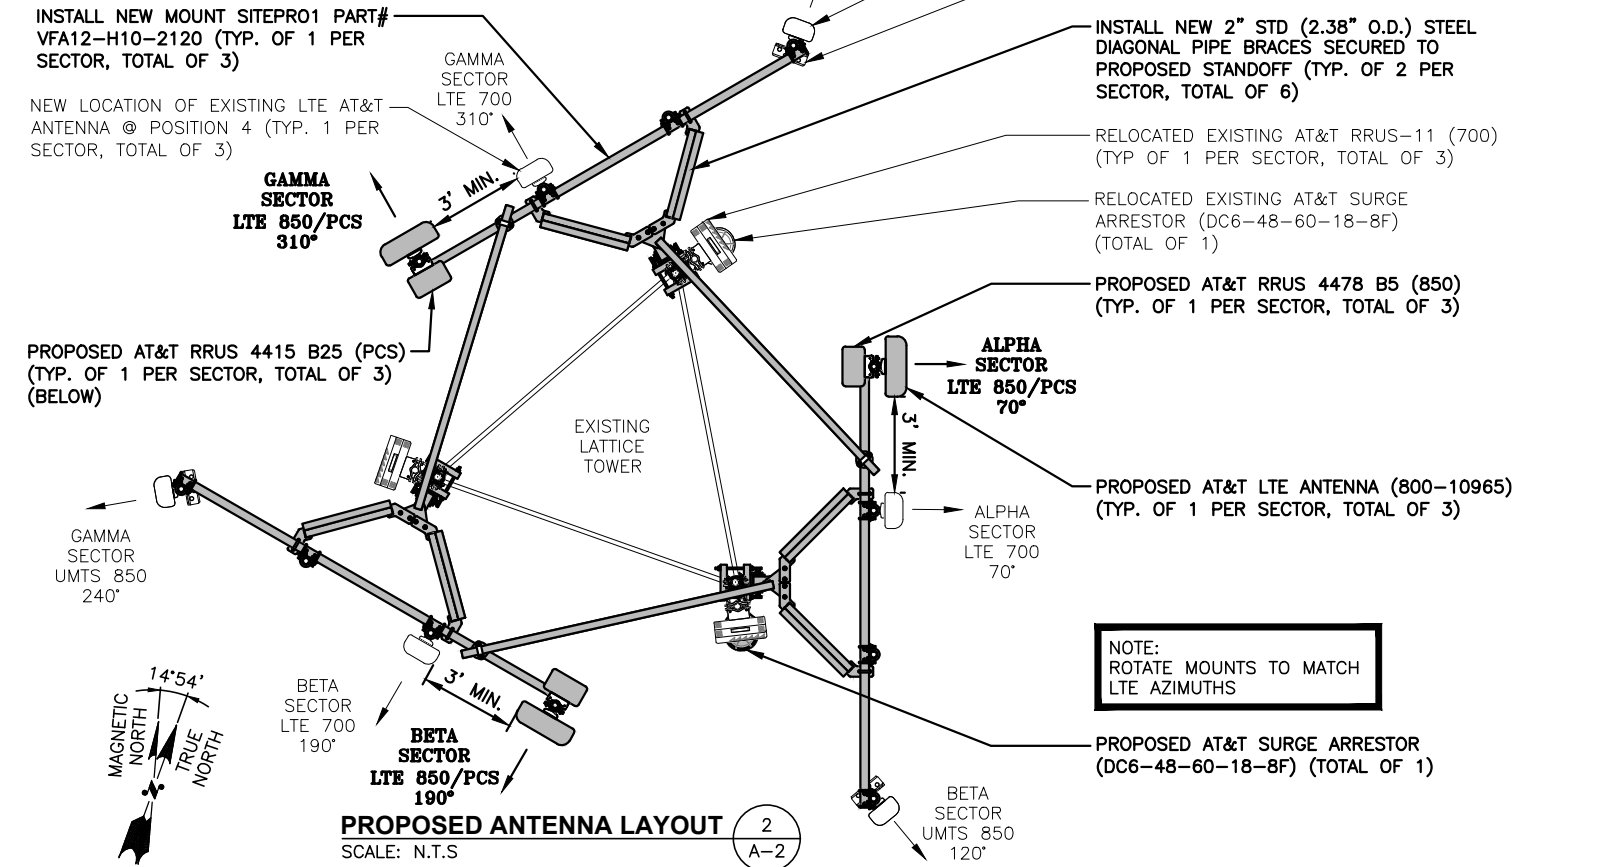 INSTALL NEW MOUNT SITEPRO1 PART#
VFA12-H10-2120 (TYP. OF 1 PER
SECTOR, TOTAL OF 3)
NEW LOCATION OF EXISTING LTE AT&T
ANTENNA @ POSITION 4 (TYP. 1 PER
SECTOR, TOTAL OF 3)
GAMMA
SECTOR
LTE 700
310°
GAMMA
SECTOR
LTE 850/PCS
310°
3' MIN.
INSTALL NEW 2" STD (2.38" O.D.) STEEL
DIAGONAL PIPE BRACES SECURED TO
PROPOSED STANDOFF (TYP. OF 2 PER
SECTOR, TOTAL OF 6)
RELOCATED EXISTING AT&T RRUS-11 (700)
(TYP OF 1 PER SECTOR, TOTAL OF 3)
RELOCATED EXISTING AT&T SURGE
ARRESTOR (DC6-48-60-18-8F)
(TOTAL OF 1)
PROPOSED AT&T RRUS 4478 B5 (850)
(TYP. OF 1 PER SECTOR, TOTAL OF 3)
PROPOSED AT&T RRUS 4415 B25 (PCS)
(TYP. OF 1 PER SECTOR, TOTAL OF 3)
(BELOW)
ALPHA
SECTOR
LTE 850/PCS
70°
3' MIN.
EXISTING
LATTICE
TOWER
PROPOSED AT&T LTE ANTENNA (800-10965)
(TYP. OF 1 PER SECTOR, TOTAL OF 3)
ALPHA
SECTOR
LTE 700
70°
GAMMA
SECTOR
UMTS 850
240°
NOTE:
ROTATE MOUNTS TO MATCH
LTE AZIMUTHS
14°54'
MAGNETIC
NORTH
TRUE
NORTH
N
BETA
SECTOR
LTE 700
190°
3' MIN.
BETA
SECTOR
LTE 850/PCS
190°
PROPOSED AT&T SURGE ARRESTOR
(DC6-48-60-18-8F) (TOTAL OF 1)
BETA
SECTOR
UMTS 850
120°
PROPOSED ANTENNA LAYOUT
SCALE: N.T.S
2
A-2